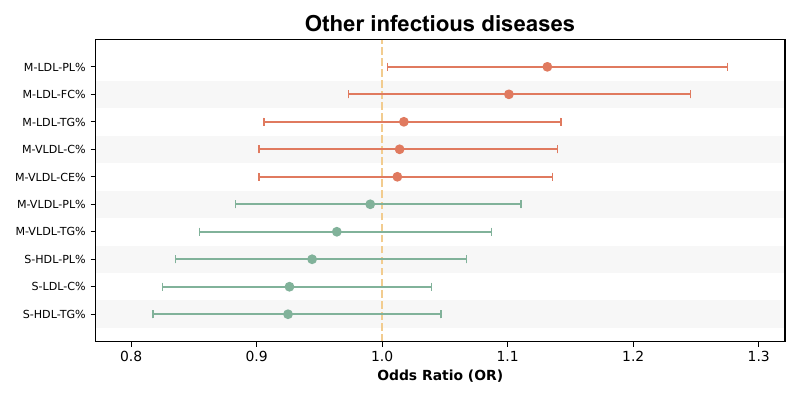 Other infectious diseases
M-LDL-PL%
M-LDL-FC%
M-LDL-TG%
M-VLDL-C%
M-VLDL-CE%
M-VLDL-PL%
M-VLDL-TG%
S-HDL-PL%
S-LDL-C%
S-HDL-TG%
0.8 0.9 1.0 1.1 1.2 1.3
Odds Ratio (OR)